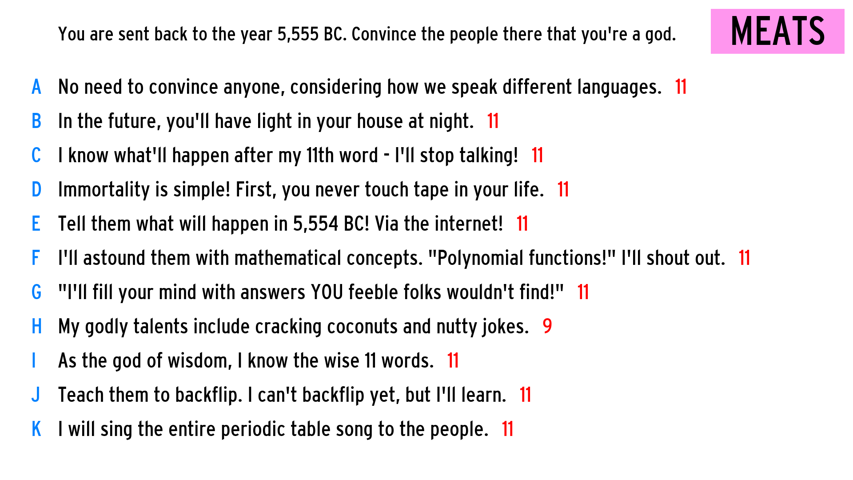 You are sent back to the year 5,555 BC. Convince the people there that you're a god.
MEATS
A No need to convince anyone, considering how we speak different languages. 11
B In the future, you'll have light in your house at night. 11
C I know what'll happen after my 11th word - I'll stop talking! 11
D Immortality is simple! First, you never touch tape in your life. 11
E Tell them what will happen in 5,554 BC! Via the internet! 11
F I'll astound them with mathematical concepts. "Polynomial functions!" I'll shout out. 11
G "I'll fill your mind with answers YOU feeble folks wouldn't find!" 11
H My godly talents include cracking coconuts and nutty jokes. 9
I As the god of wisdom, I know the wise 11 words. 11
J Teach them to backflip. I can't backflip yet, but I'll learn. 11
K I will sing the entire periodic table song to the people. 11